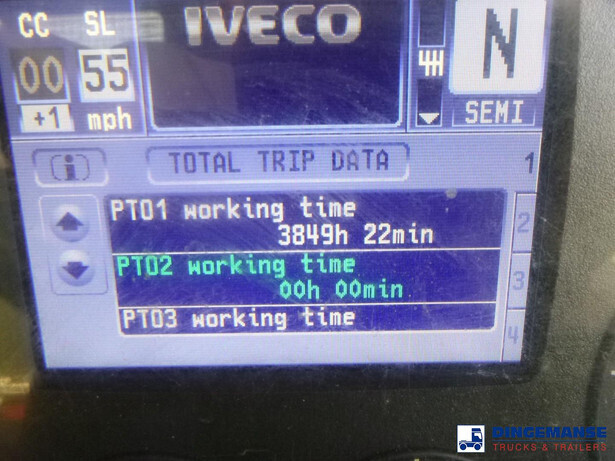 CC SL
IVECO
N
00 55
4H
+1 mph
SEMI
i
TOTAL TRIP DATA
1
PTO1 working time
3849h 22min
2
PTO2 working time
00h 00min
3
PTO3 working time
4
DINGEMANSE
TRUCKS & TRAILERS